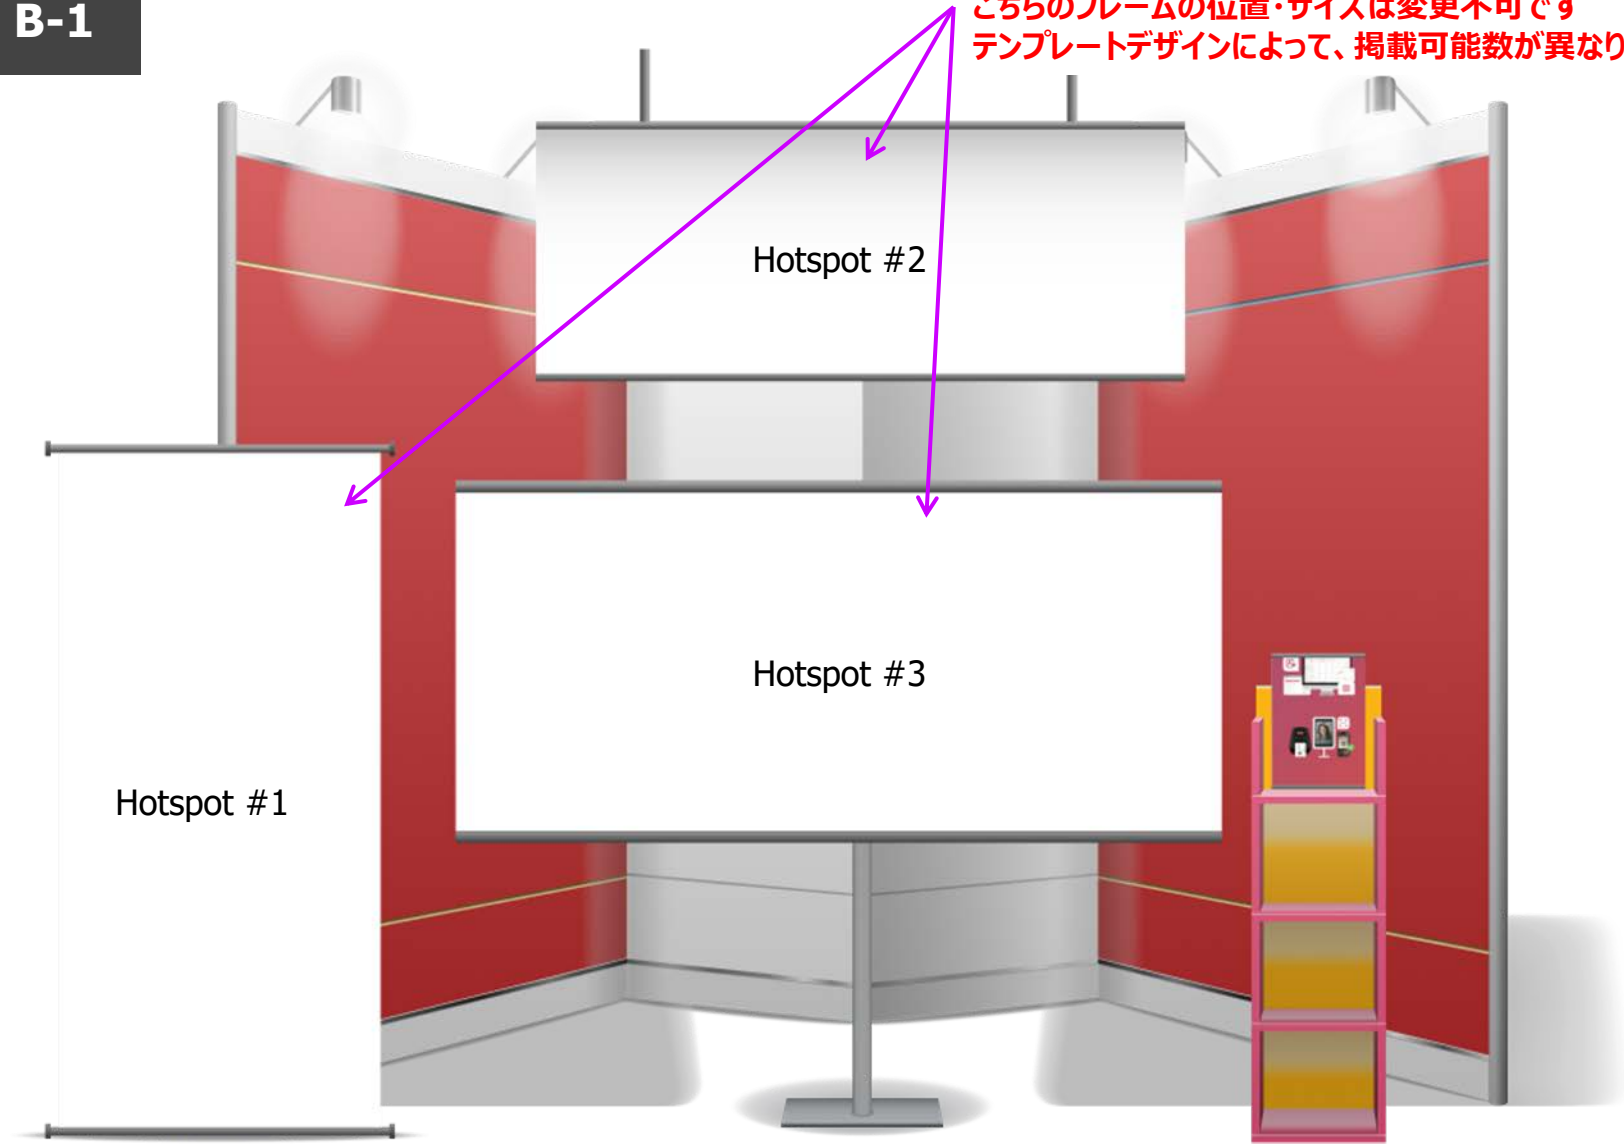 B-1
こちらのフレームの位置・サイズは変更不可です
テンプレートデザインによって、掲載可能数が異なり
Hotspot #2
Hotspot #3
Hotspot #1